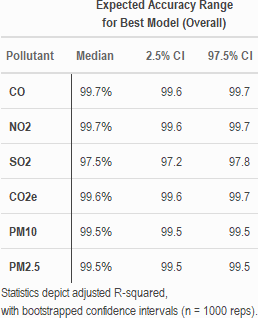 Expected Accuracy Range
for Best Model (Overall)
Pollutant Median 2.5% CI 97.5% CI
CO 99.7% 99.6 99.7
NO2 99.7% 99.6 99.7
SO2 97.5% 97.2 97.8
CO2e 99.6% 99.6 99.7
PM10 99.5% 99.5 99.5
PM2.5 99.5% 99.5 99.5
Statistics depict adjusted R-squared,
with bootstrapped confidence intervals (n = 1000 reps).